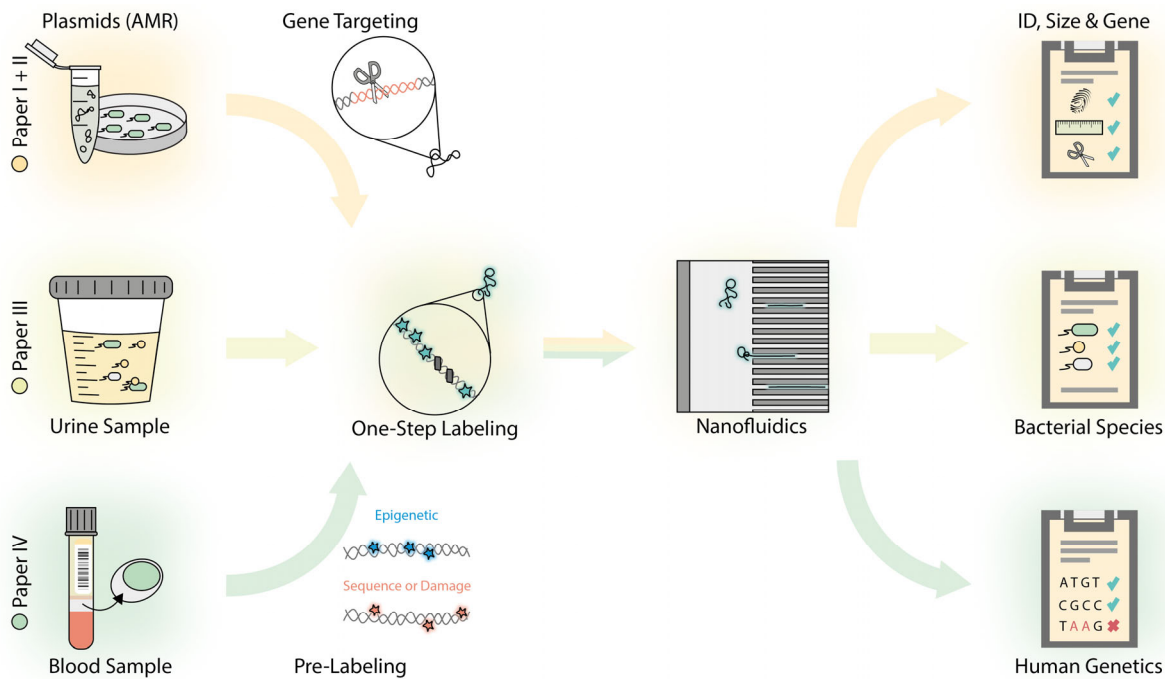 Plasmids (AMR)
Gene Targeting
ID, Size & Gene
Paper I + II
Paper III
Urine Sample
One-Step Labeling
Nanofluidics
Bacterial Species
Paper IV
Epigenetic
Sequence or Damage
ATGT
CGCC
TAAG
Blood Sample
Pre-Labeling
Human Genetics